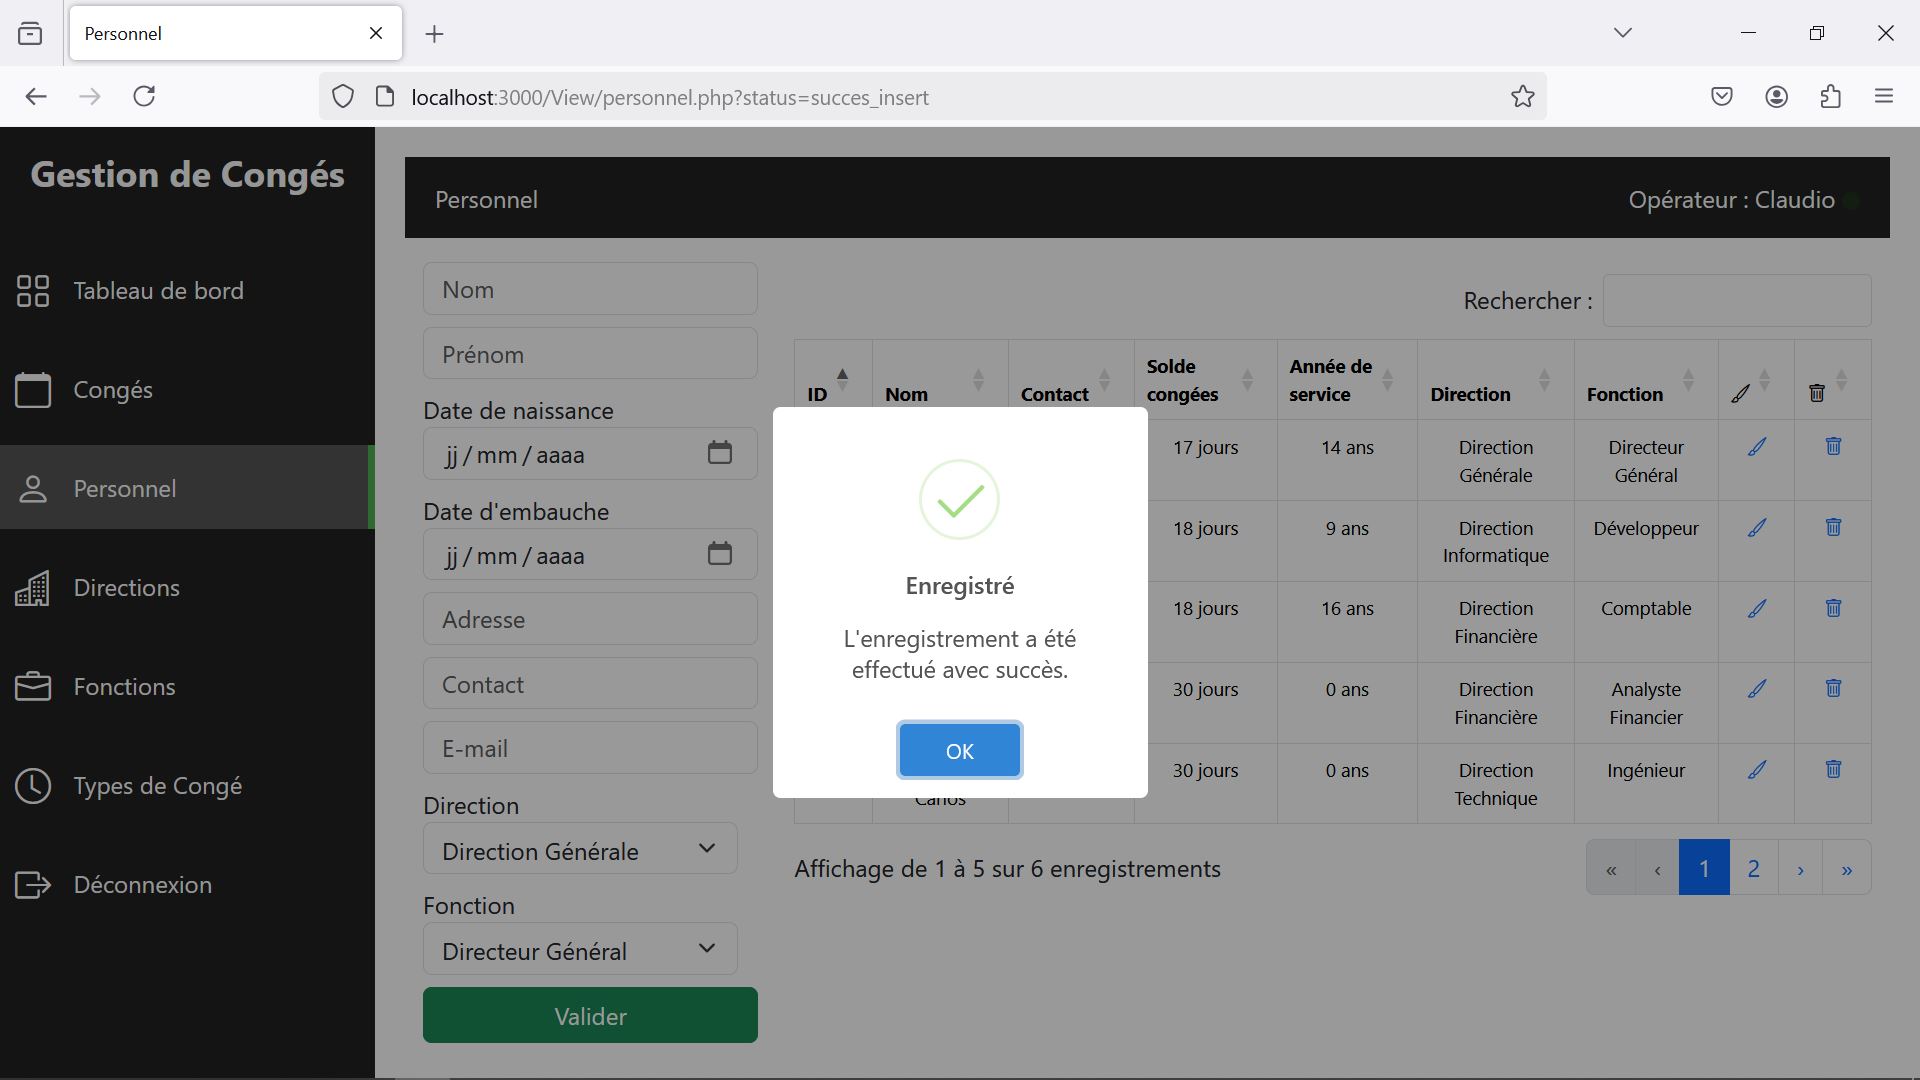 Personnel
localhost:3000/View/personnel.php?status=succes_insert
Gestion de Congés
Tableau de bord
Congés
Personnel
Directions
Fonctions
Types de Congé
Déconnexion
Personnel
Opérateur : Claudio
Nom
Prénom
Date de naissance
jj / mm / aaaa
Date d'embauche
jj / mm / aaaa
Adresse
Contact
E-mail
Direction
Direction Générale
Fonction
Directeur Général
Valider
Rechercher :
ID Nom Contact Solde congées Année de service Direction Fonction
17 jours 14 ans Direction Générale Directeur Général
18 jours 9 ans Direction Informatique Développeur
18 jours 16 ans Direction Financière Comptable
30 jours 0 ans Direction Financière Analyste Financier
Carlos 30 jours 0 ans Direction Technique Ingénieur
Affichage de 1 à 5 sur 6 enregistrements
« ‹ 1 2 › »
Enregistré
L'enregistrement a été
effectué avec succès.
OK